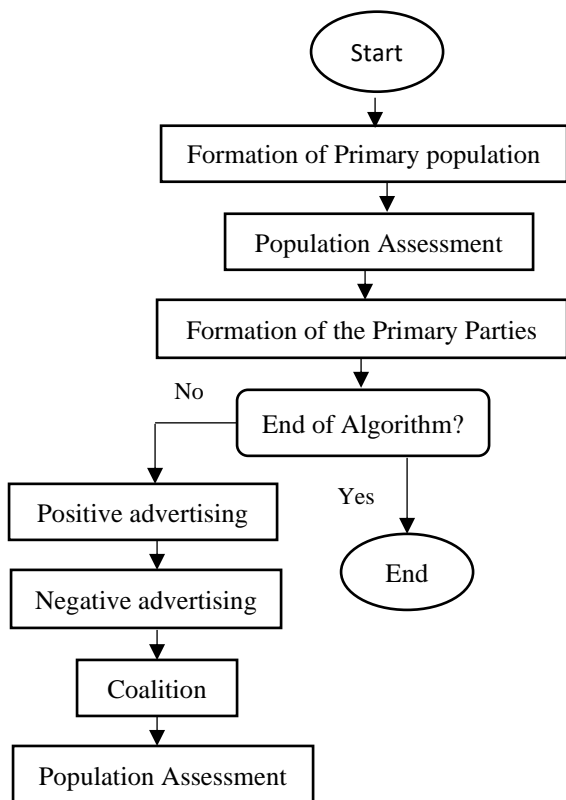 Start
Formation of Primary population
Population Assessment
Formation of the Primary Parties
No
End of Algorithm?
Positive advertising
Yes
End
Negative advertising
Coalition
Population Assessment